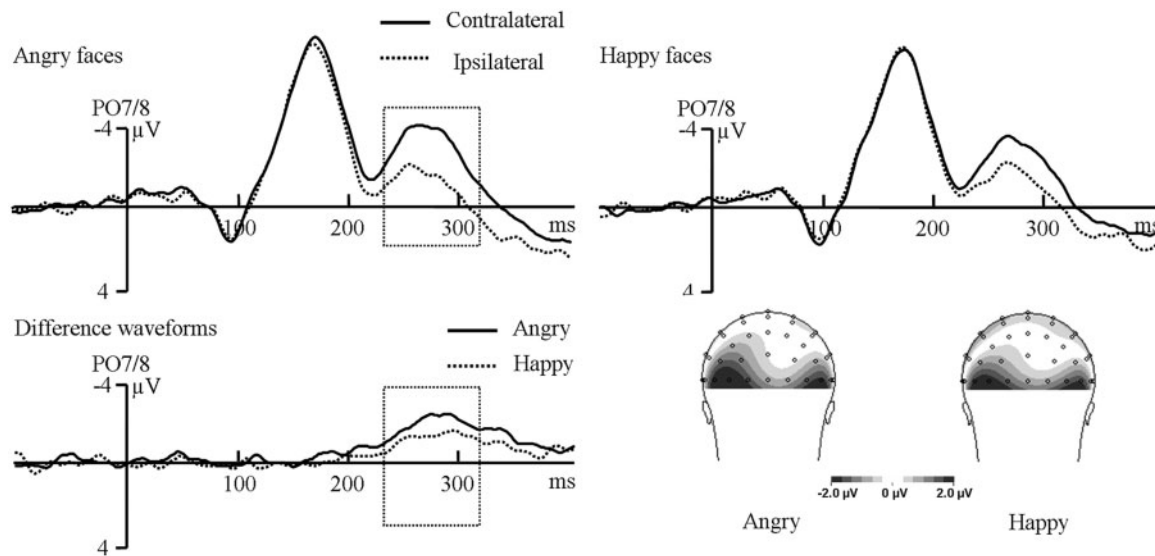 Contralateral
Ipsilateral
Angry faces
PO7/8
-4
µV
100
200
300
ms
4
Happy faces
PO7/8
-4
µV
100
200
300
ms
4
Difference waveforms
Angry
Happy
PO7/8
-4
µV
100
200
300
ms
4
-2.0 µV
0 µV
2.0 µV
Angry
Happy